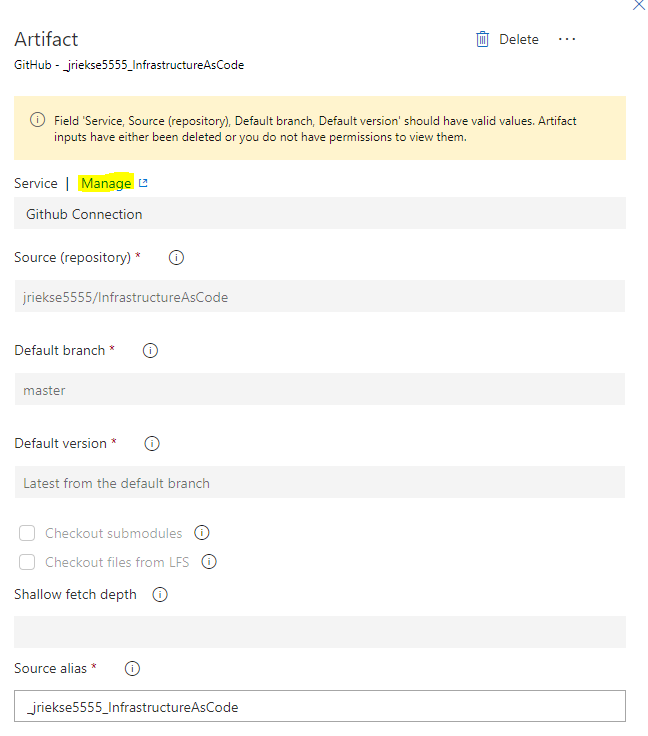 Artifact
Delete ...
GitHub - _jriekse5555_InfrastructureAsCode
Field 'Service, Source (repository), Default branch, Default version' should have valid values. Artifact
inputs have either been deleted or you do not have permissions to view them.
Service | Manage
Github Connection
Source (repository) *
jriekse5555/InfrastructureAsCode
Default branch *
master
Default version *
Latest from the default branch
Checkout submodules
Checkout files from LFS
Shallow fetch depth
Source alias *
_jriekse5555_InfrastructureAsCode